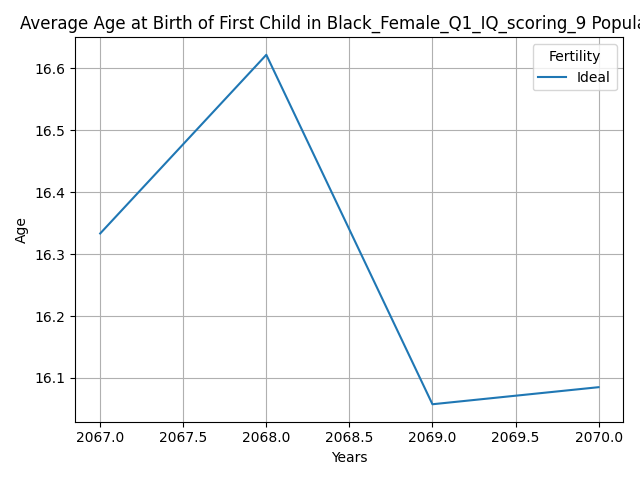 Average Age at Birth of First Child in Black_Female_Q1_IQ_scoring_9 Popula
Fertility
Ideal
16.6
16.5
16.4
16.3
16.2
16.1
Age
2067.0 2067.5 2068.0 2068.5 2069.0 2069.5 2070.0
Years